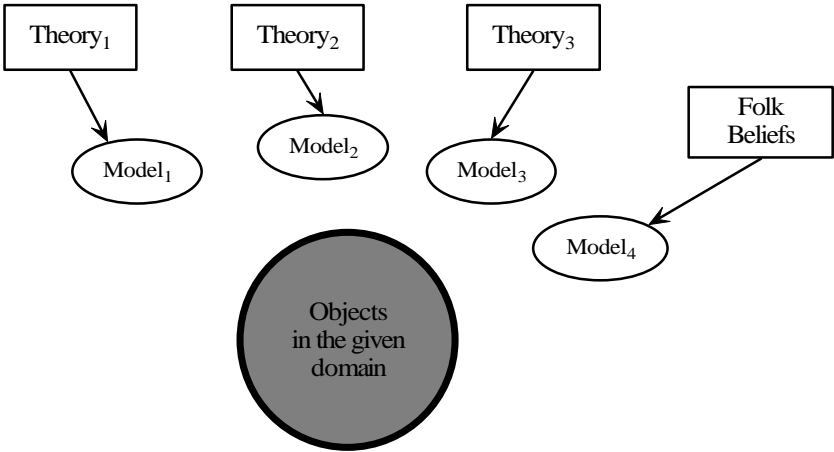 Theory₁
Theory₂
Theory₃
Folk
Beliefs
Model₁
Model₂
Model₃
Model₄
Objects
in the given
domain